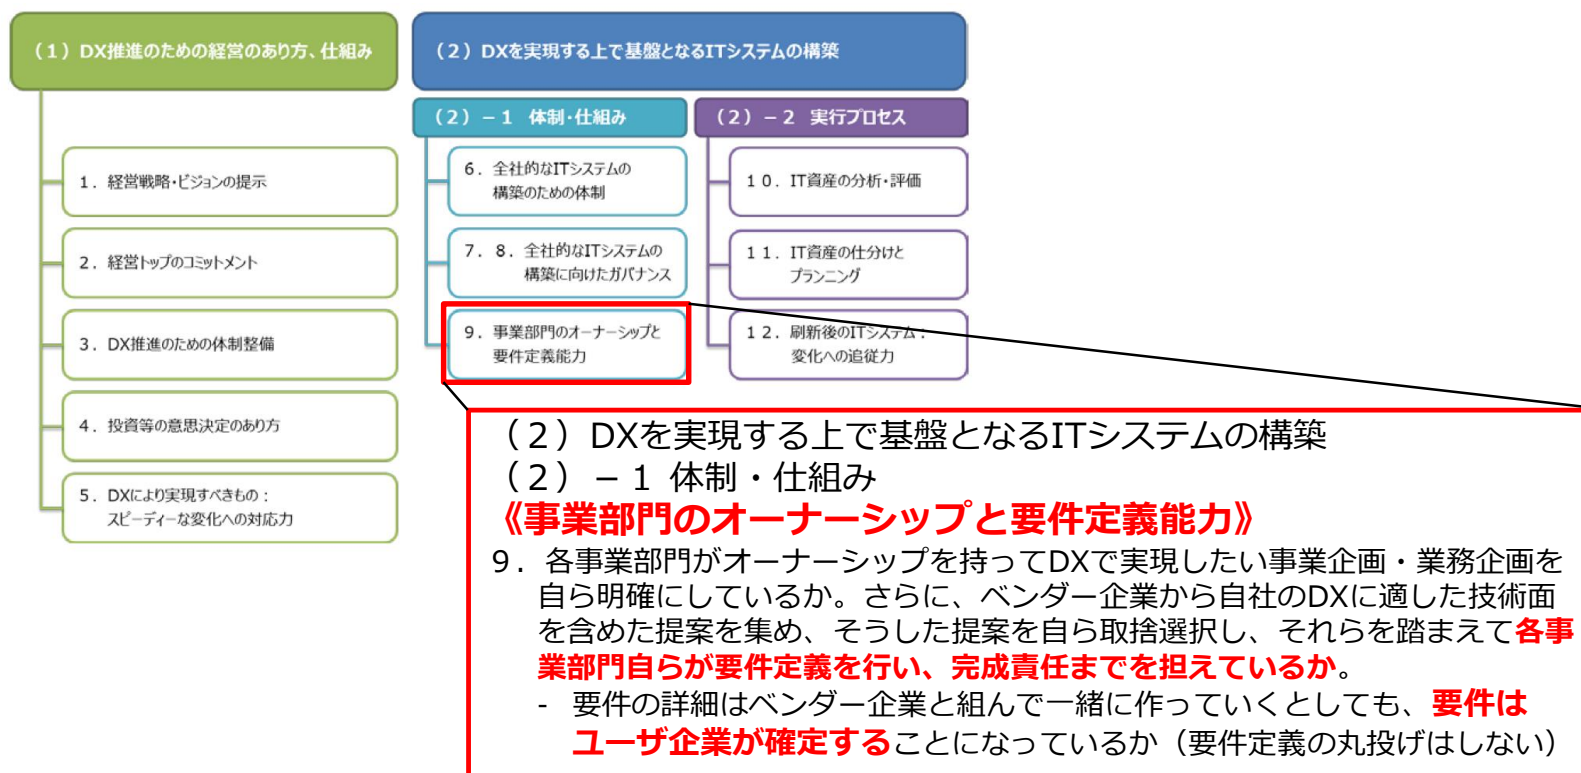 （１）DX推進のための経営のあり方、仕組み
１．経営戦略・ビジョンの提示
２．経営トップのコミットメント
３．DX推進のための体制整備
４．投資等の意思決定のあり方
５．DXにより実現すべきもの：
スピーディーな変化への対応力
（２）DXを実現する上で基盤となるITシステムの構築
（２）－１ 体制・仕組み
６．全社的なITシステムの
構築のための体制
７．８．全社的なITシステムの
構築に向けたガバナンス
９．事業部門のオーナーシップと
要件定義能力
（２）－２ 実行プロセス
１０．IT資産の分析・評価
１１．IT資産の仕分けと
プランニング
１２．刷新後のITシステム：
変化への追従力
（２）DXを実現する上で基盤となるITシステムの構築
（２）－１ 体制・仕組み
《事業部門のオーナーシップと要件定義能力》
９．各事業部門がオーナーシップを持ってDXで実現したい事業企画・業務企画を
自ら明確にしているか。さらに、ベンダー企業から自社のDXに適した技術面
を含めた提案を集め、そうした提案を自ら取捨選択し、それらを踏まえて各事
業部門自らが要件定義を行い、完成責任までを担えているか。
- 要件の詳細はベンダー企業と組んで一緒に作っていくとしても、要件は
ユーザ企業が確定することになっているか（要件定義の丸投げはしない）